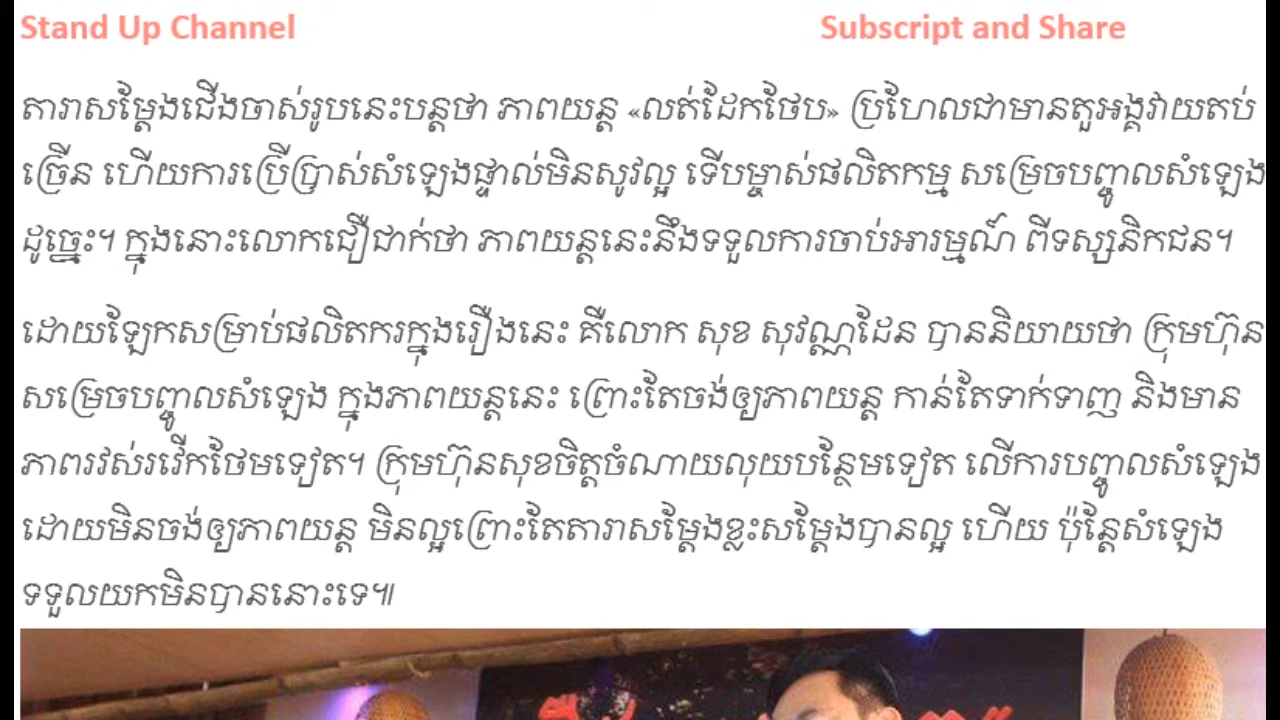 Stand Up Channel Subscript and Share
តារាសម្ដែងជើងចាស់រូបនេះបន្តថា ភាពយន្ត «លត់ដែកថែប» ប្រហែលជាមានតួអង្គវាយតប់
ច្រើន ហើយការប្រើប្រាស់សំឡេងផ្ទាល់មិនសូវល្អ ទើបម្ចាស់ផលិតកម្ម សម្រេចបញ្ចូលសំឡេង
ដូច្នេះ។ ក្នុងនោះលោកជឿជាក់ថា ភាពយន្តនេះនឹងទទួលការចាប់អារម្មណ៍ ពីទស្សនិកជន។
ដោយឡែកសម្រាប់ផលិតករក្នុងរឿងនេះ គឺលោក សុខ សុវណ្ណដែន បាននិយាយថា ក្រុមហ៊ុន
សម្រេចបញ្ចូលសំឡេង ក្នុងភាពយន្តនេះ ព្រោះតែចង់ឲ្យភាពយន្ត កាន់តែទាក់ទាញ និងមាន
ភាពរវស់រវើកថែមទៀត។ ក្រុមហ៊ុនសុខចិត្តចំណាយលុយបន្ថែមទៀត លើការបញ្ចូលសំឡេង
ដោយមិនចង់ឲ្យភាពយន្ត មិនល្អព្រោះតែតារាសម្ដែងខ្លះសម្ដែងបានល្អ ហើយ ប៉ុន្តែសំឡេង
ទទួលយកមិនបាននោះទេ៕